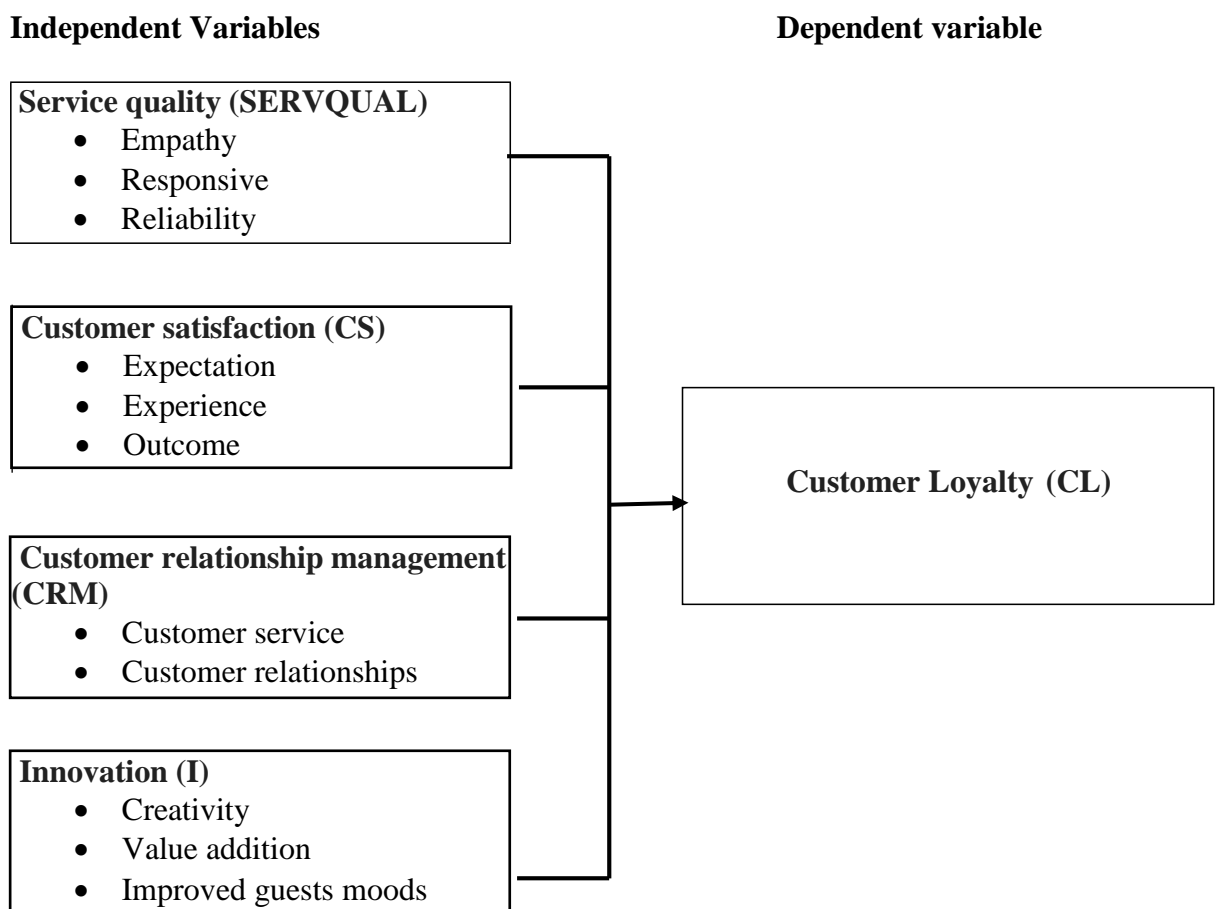 Independent Variables
Dependent variable
Service quality (SERVQUAL)
• Empathy
• Responsive
• Reliability
Customer satisfaction (CS)
• Expectation
• Experience
• Outcome
Customer relationship management
(CRM)
• Customer service
• Customer relationships
Innovation (I)
• Creativity
• Value addition
• Improved guests moods
Customer Loyalty (CL)